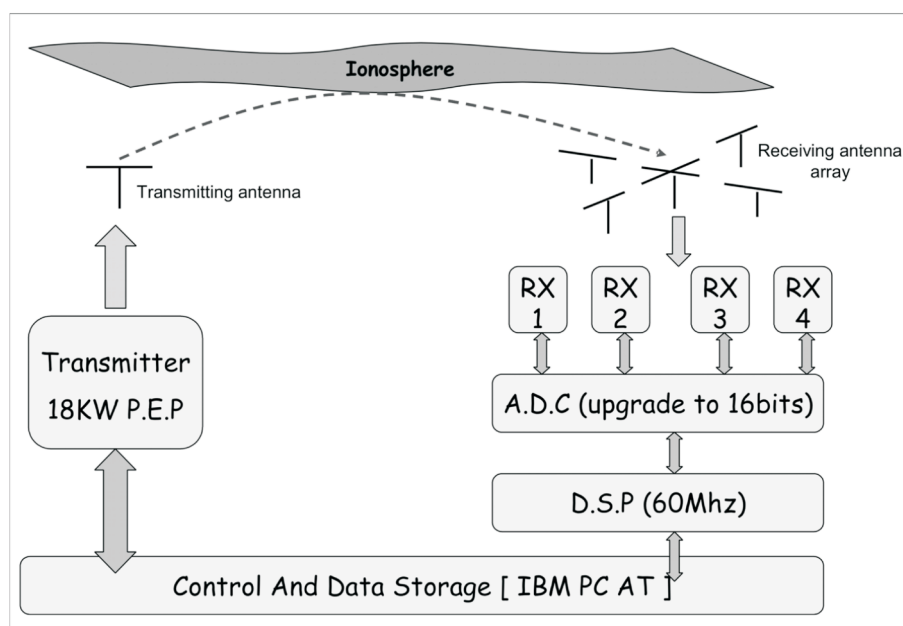 Ionosphere
Transmitting antenna
Receiving antenna
array
RX
1
RX
2
RX
3
RX
4
Transmitter
18KW P.E.P
A.D.C (upgrade to 16bits)
D.S.P (60Mhz)
Control And Data Storage [ IBM PC AT ]